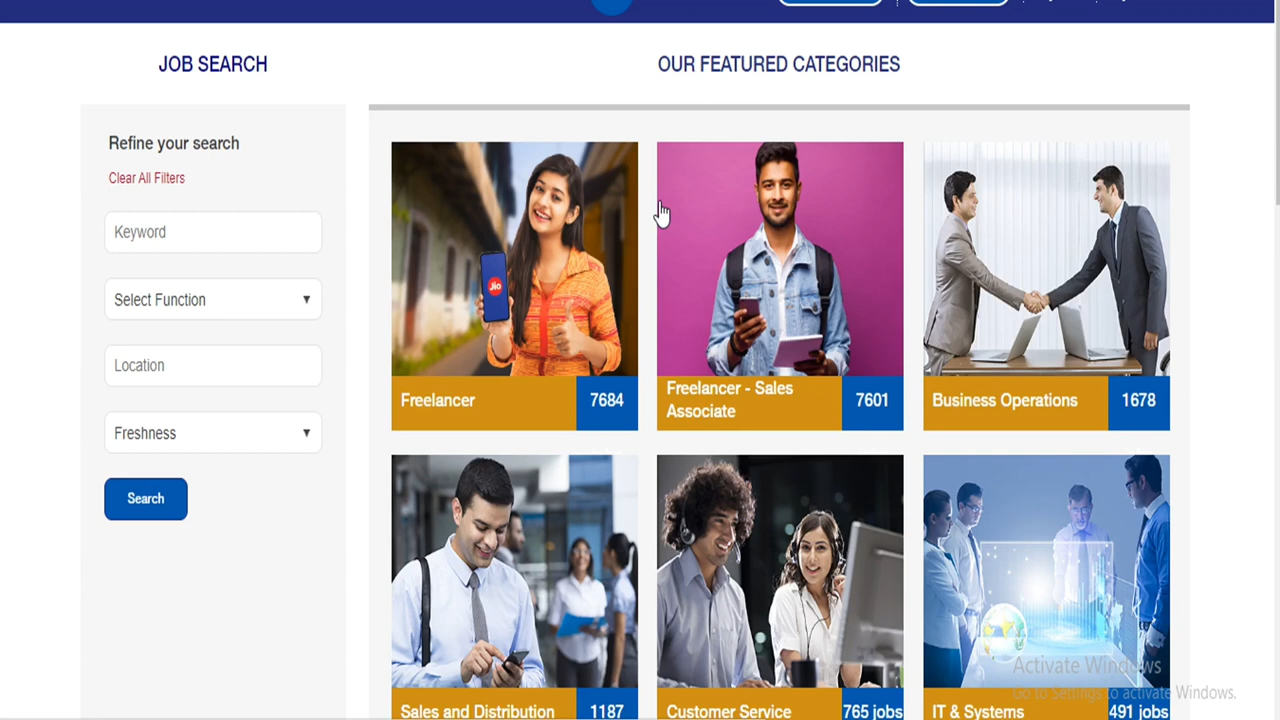 JOB SEARCH
OUR FEATURED CATEGORIES
Refine your search
Clear All Filters
Keyword
Select Function
Location
Freshness
Search
Jio
Freelancer
7684
Freelancer - Sales
Associate
7601
Business Operations
1678
Sales and Distribution
1187
Customer Service
765 jobs
IT & Systems
491 jobs
Activate Windows
Go to Settings to activate Windows.